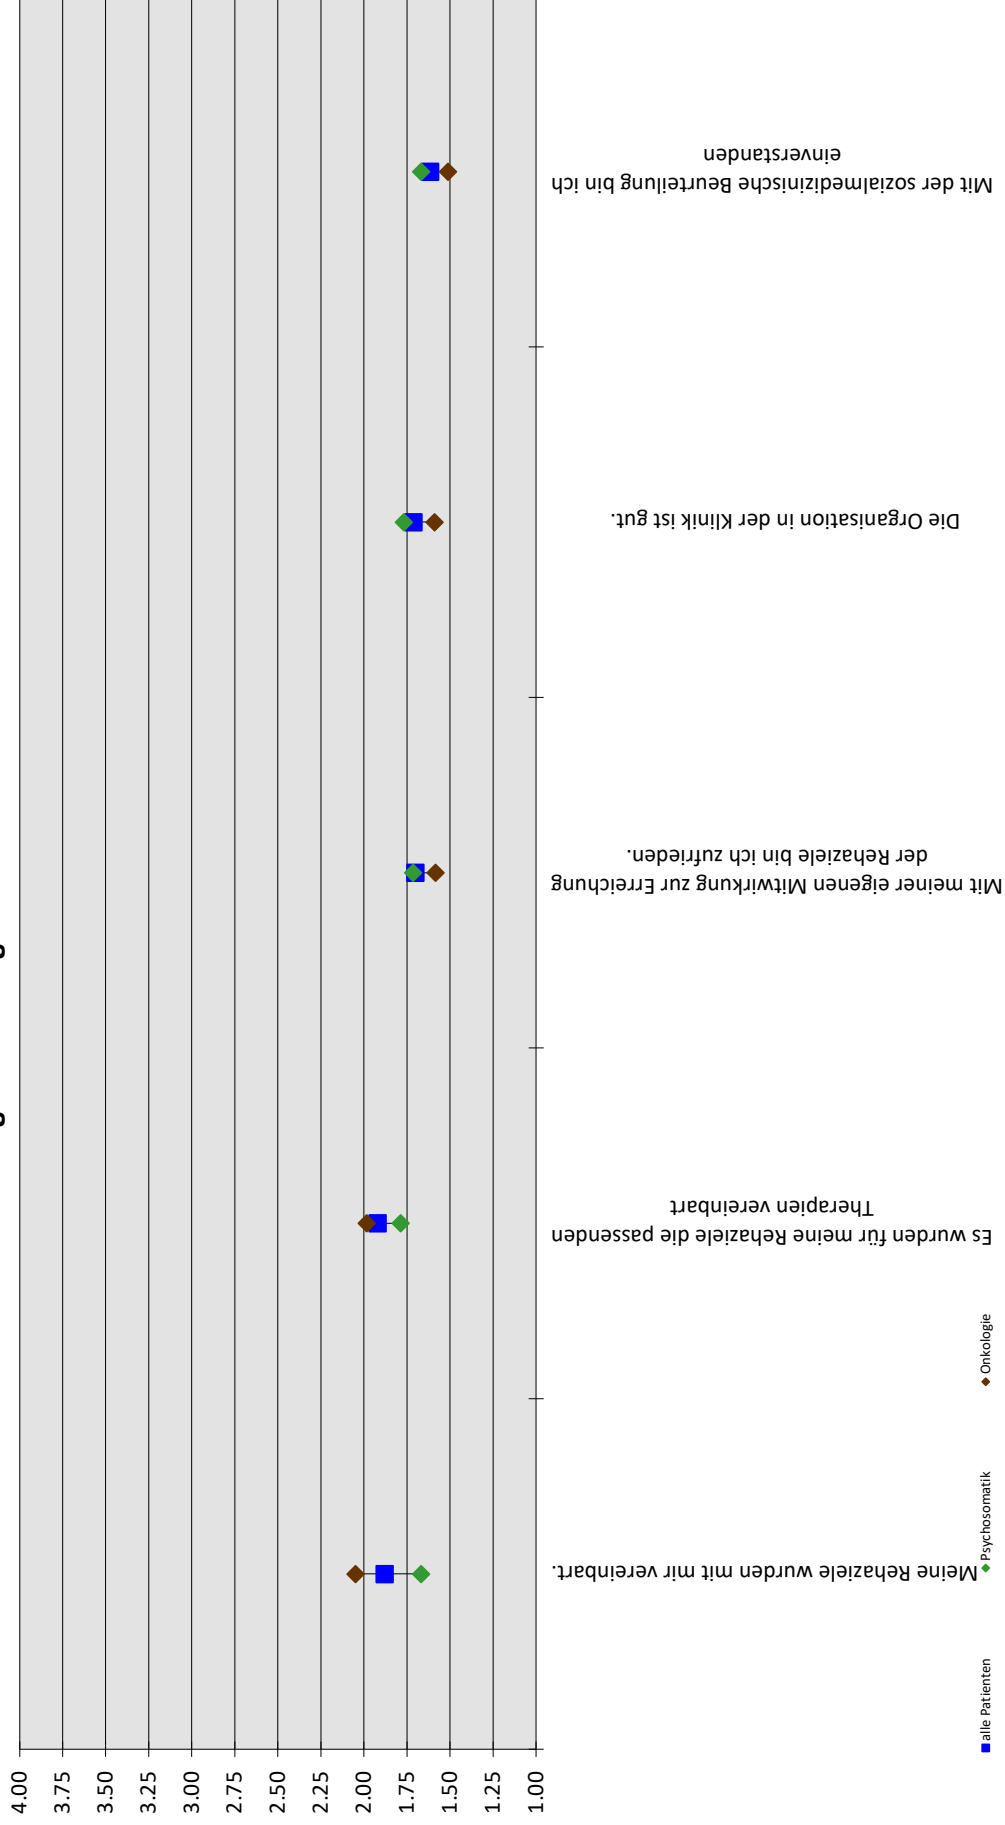 4.00
3.75
3.50
3.25
3.00
2.75
2.50
2.25
2.00
1.75
1.50
1.25
1.00
Meine Rehaziele wurden mit mir vereinbart.
Es wurden für meine Rehaziele die passenden
Therapien vereinbart
Mit meiner eigenen Mitwirkung zur Erreichung
der Rehaziele bin ich zufrieden.
Die Organisation in der Klinik ist gut.
Mit der sozialmedizinische Beurteilung bin ich
einverstanden
alle Patienten
Psychosomatik
Onkologie